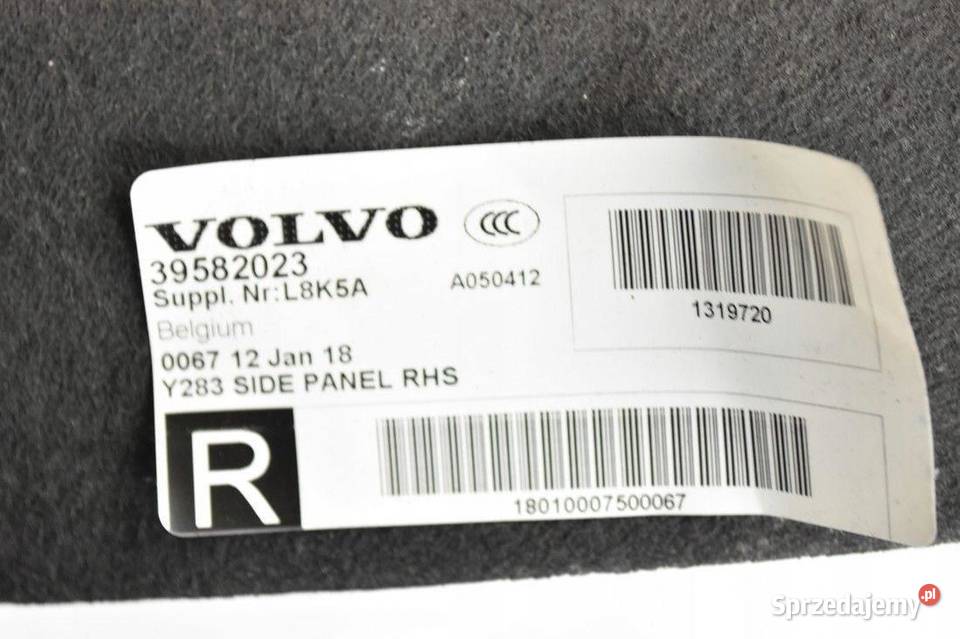 VOLVO CCC
39582023
Suppl. Nr:L8K5A A050412
Belgium
0067 12 Jan 18
Y283 SIDE PANEL RHS
1319720
R
18010007500067
Sprzedajemy.pl